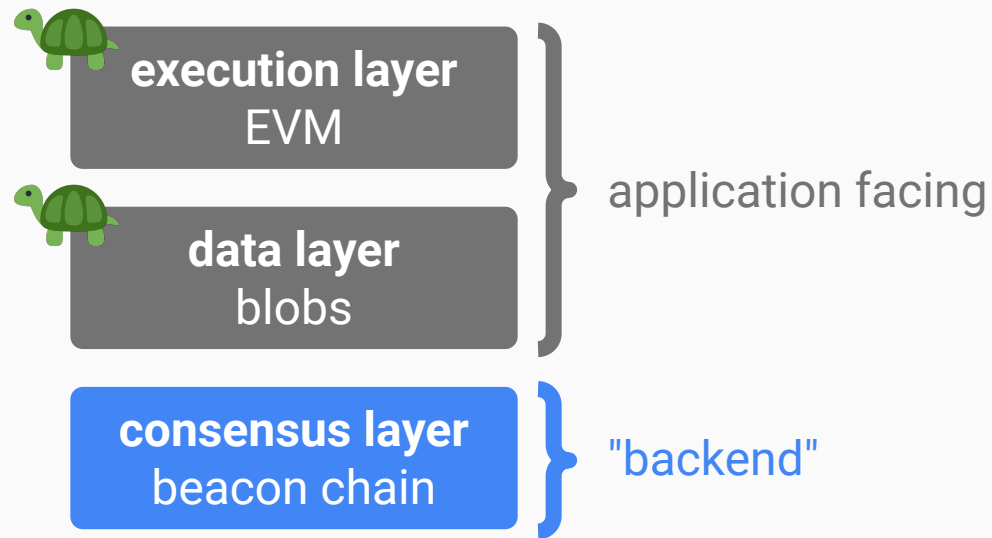 execution layer
EVM
application facing
data layer
blobs
consensus layer
beacon chain
"backend"